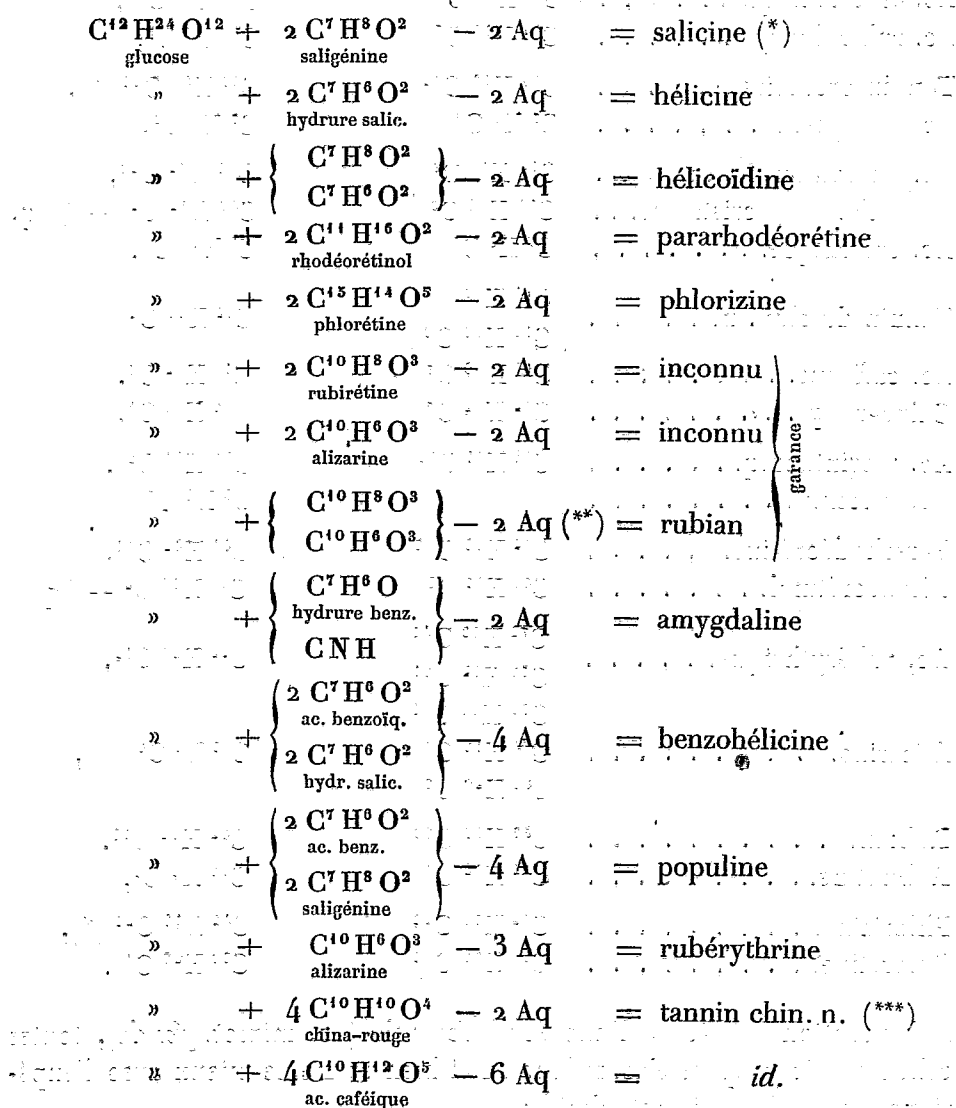 C¹²H²⁴O¹² + 2 C⁷H⁸O² — 2 Aq = salicine (*)
glucose saligénine
» + 2 C⁷H⁶O² — 2 Aq = hélicine
hydrure salic.
» + { C⁷H⁸O²
C⁷H⁶O² } — 2 Aq = hélicoïdine
» + 2 C¹¹H¹⁶O² — 2 Aq = pararhodéorétine
rhodéorétinol
» + 2 C¹⁵H¹⁴O⁵ — 2 Aq = phlorizine
phlorétine
» + 2 C¹⁰H⁸O³ — 2 Aq = inconnu
rubirétine
» + 2 C¹⁰H⁶O³ — 2 Aq = inconnu
alizarine
garance
» + { C¹⁰H⁸O³
C¹⁰H⁶O³ } — 2 Aq (**) = rubian
» + { C⁷H⁶O
hydrure benz.
CNH } — 2 Aq = amygdaline
» + { 2 C⁷H⁶O²
ac. benzoïq.
2 C⁷H⁶O²
hydr. salic. } — 4 Aq = benzohélicine
» + { 2 C⁷H⁶O²
ac. benz.
2 C⁷H⁸O²
saligénine } — 4 Aq = populine
» + C¹⁰H⁶O³ — 3 Aq = rubérythrine
alizarine
» + 4 C¹⁰H¹⁰O⁴ — 2 Aq = tannin chin. n. (***)
china-rouge
» + 4 C¹⁰H¹²O⁵ — 6 Aq = id.
ac. caféique